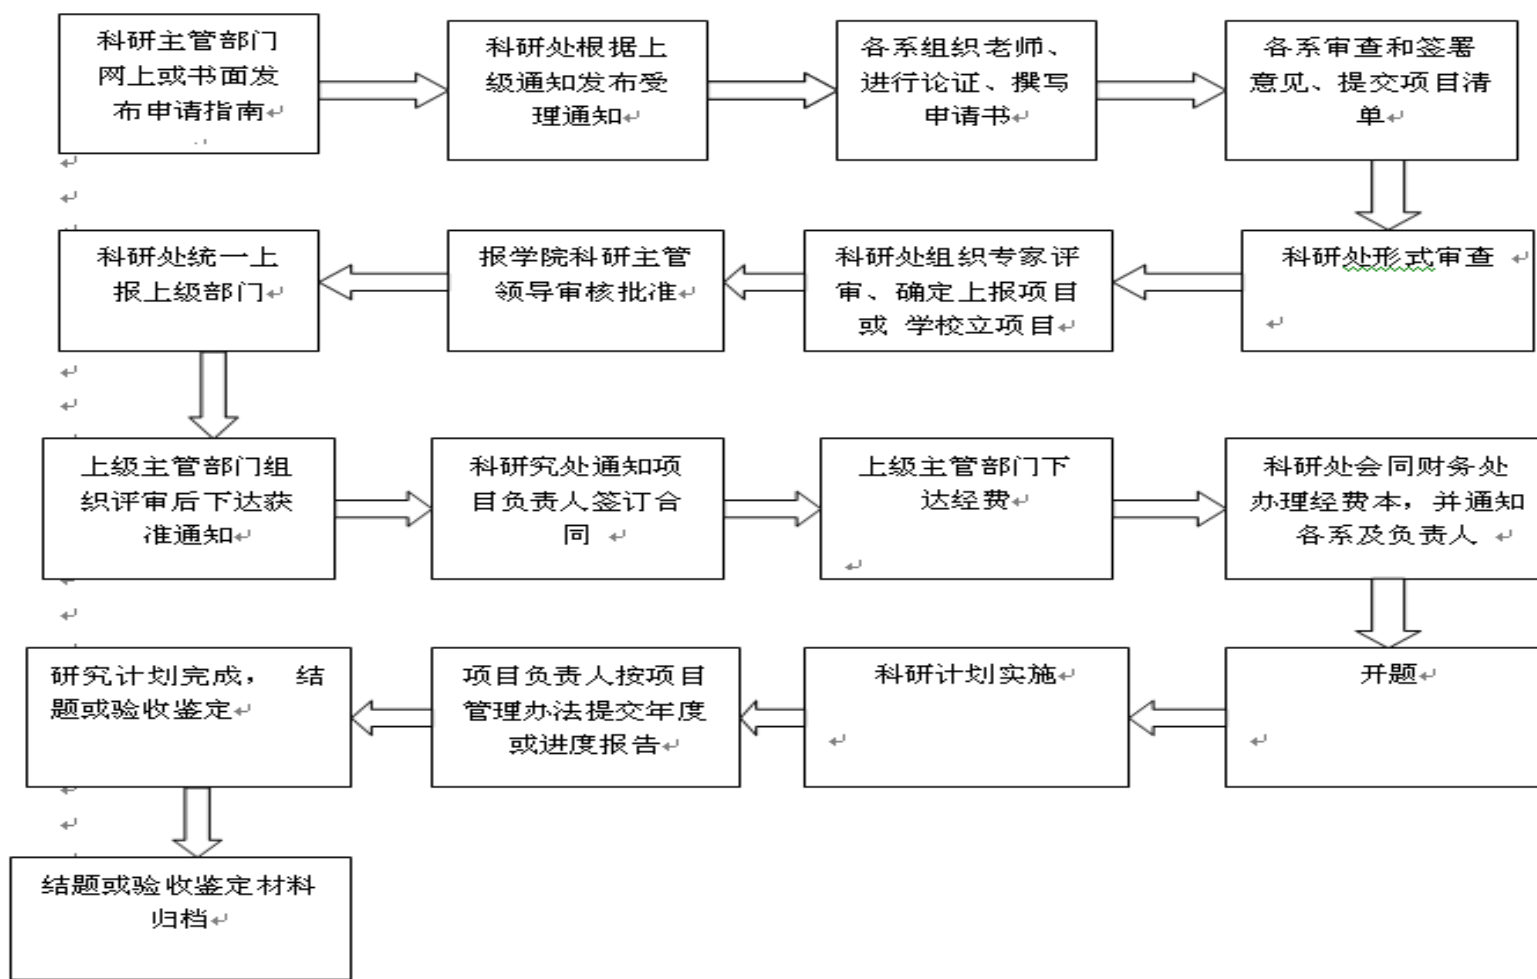 科研主管部门
网上或书面发
布申请指南
科研处根据上
级通知发布受
理通知
各系组织老师、
进行论证、撰写
申请书
各系审查和签署
意见、提交项目清
单
科研处形式审查
科研处组织专家评
审、确定上报项目
或 学校立项目
报学院科研主管
领导审核批准
科研处统一上
报上级部门
上级主管部门组
织评审后下达获
准通知
科研究处通知项
目负责人签订合
同
上级主管部门下
达经费
科研处会同财务处
办理经费本，并通知
各系及负责人
开题
科研计划实施
项目负责人按项目
管理办法提交年度
或进度报告
研究计划完成， 结
题或验收鉴定
结题或验收鉴定材料
归档